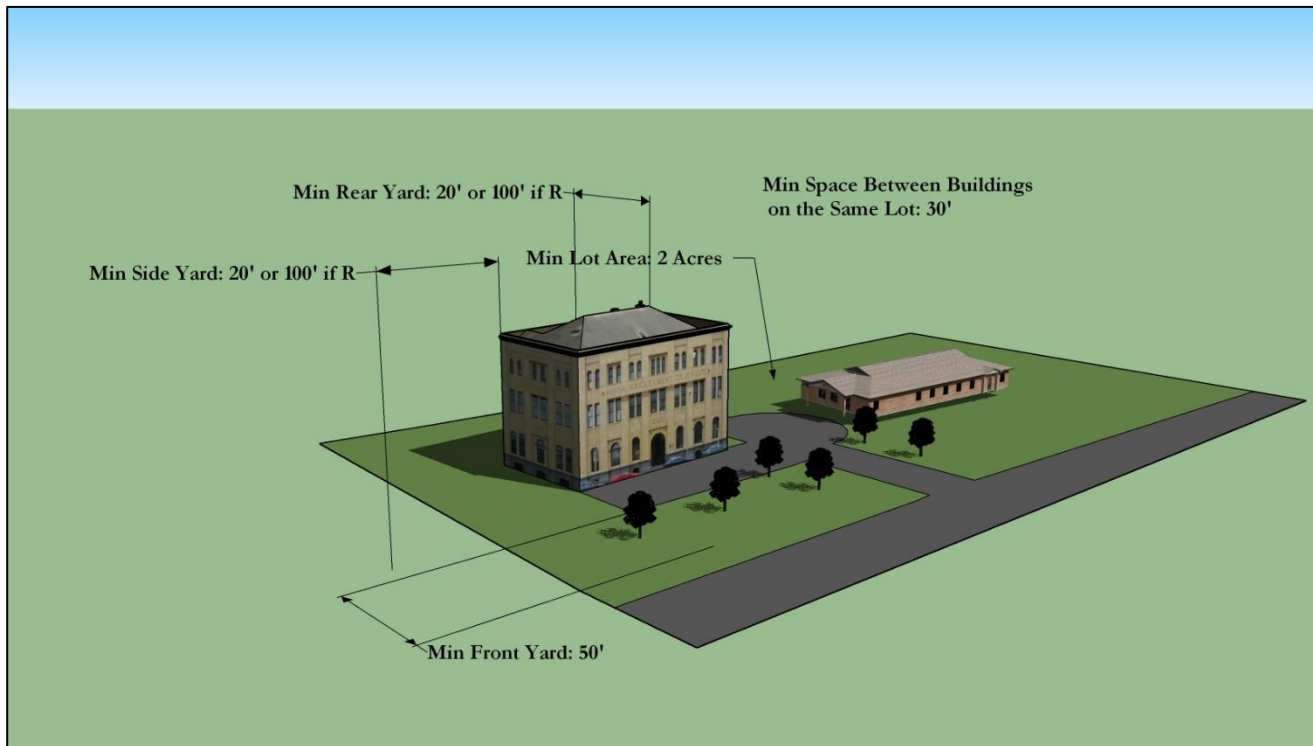 Min Rear Yard: 20' or 100' if R
Min Space Between Buildings
on the Same Lot: 30'
Min Lot Area: 2 Acres
Min Side Yard: 20' or 100' if R
Min Front Yard: 50'